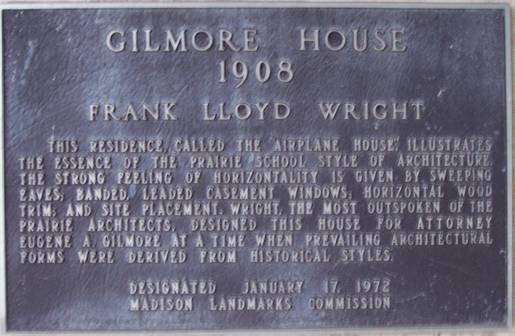 GILMORE HOUSE
1908
FRANK LLOYD WRIGHT
THIS RESIDENCE, CALLED THE "AIRPLANE HOUSE", ILLUSTRATES
THE ESSENCE OF THE PRAIRIE SCHOOL STYLE OF ARCHITECTURE.
THE STRONG FEELING OF HORIZONTALITY IS GIVEN BY SWEEPING
EAVES; BANDED, LEADED CASEMENT WINDOWS; HORIZONTAL WOOD
TRIM; AND SITE PLACEMENT. WRIGHT, THE MOST OUTSPOKEN OF THE
PRAIRIE ARCHITECTS, DESIGNED THIS HOUSE FOR ATTORNEY
EUGENE A. GILMORE AT A TIME WHEN PREVAILING ARCHITECTURAL
FORMS WERE DERIVED FROM HISTORICAL STYLES.
DESIGNATED JANUARY 17, 1972
MADISON LANDMARKS COMMISSION